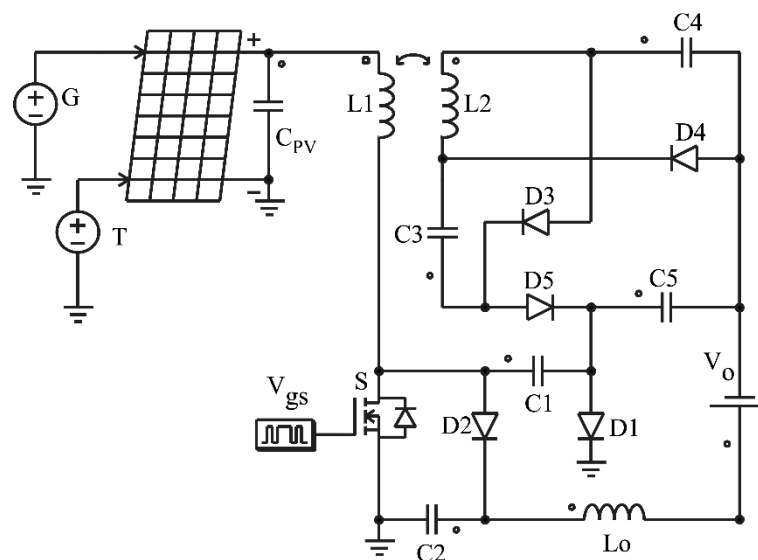 +
G
L1
L2
C4
C_PV
D4
−
T
D3
C3
D5
C5
V_gs
S
C1
V_o
D2
D1
C2
Lo